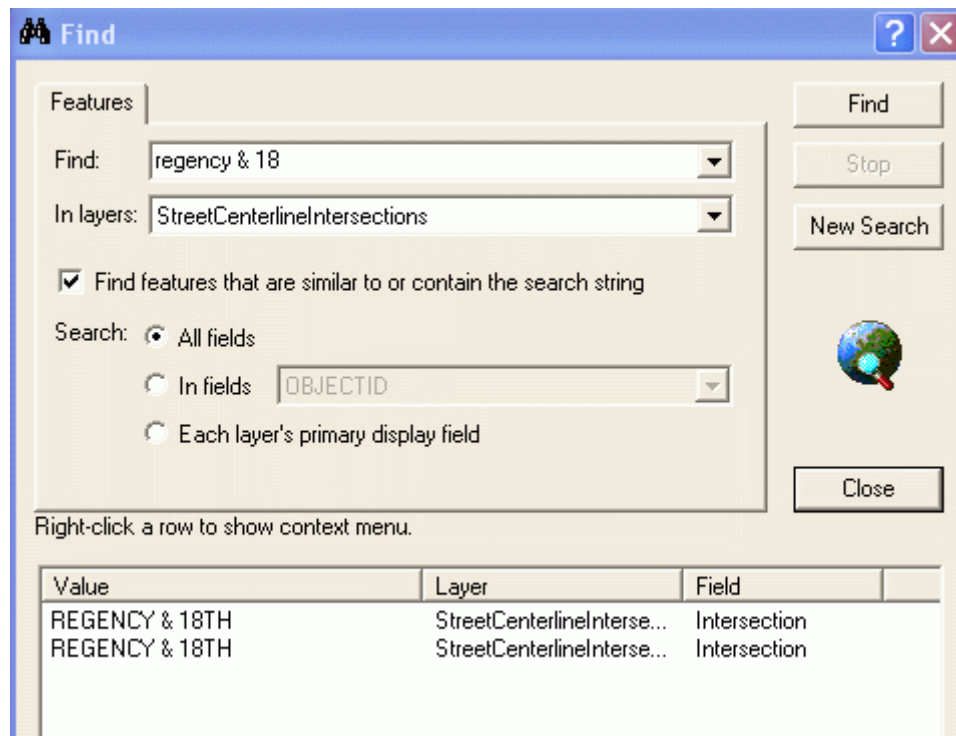 Find
Features
Find
Find: regency & 18
Stop
In layers: StreetCenterlineIntersections
New Search
Find features that are similar to or contain the search string
Search: All fields
In fields OBJECTID
Each layer's primary display field
Close
Right-click a row to show context menu.
Value Layer Field
REGENCY & 18TH StreetCenterlineInterse... Intersection
REGENCY & 18TH StreetCenterlineInterse... Intersection